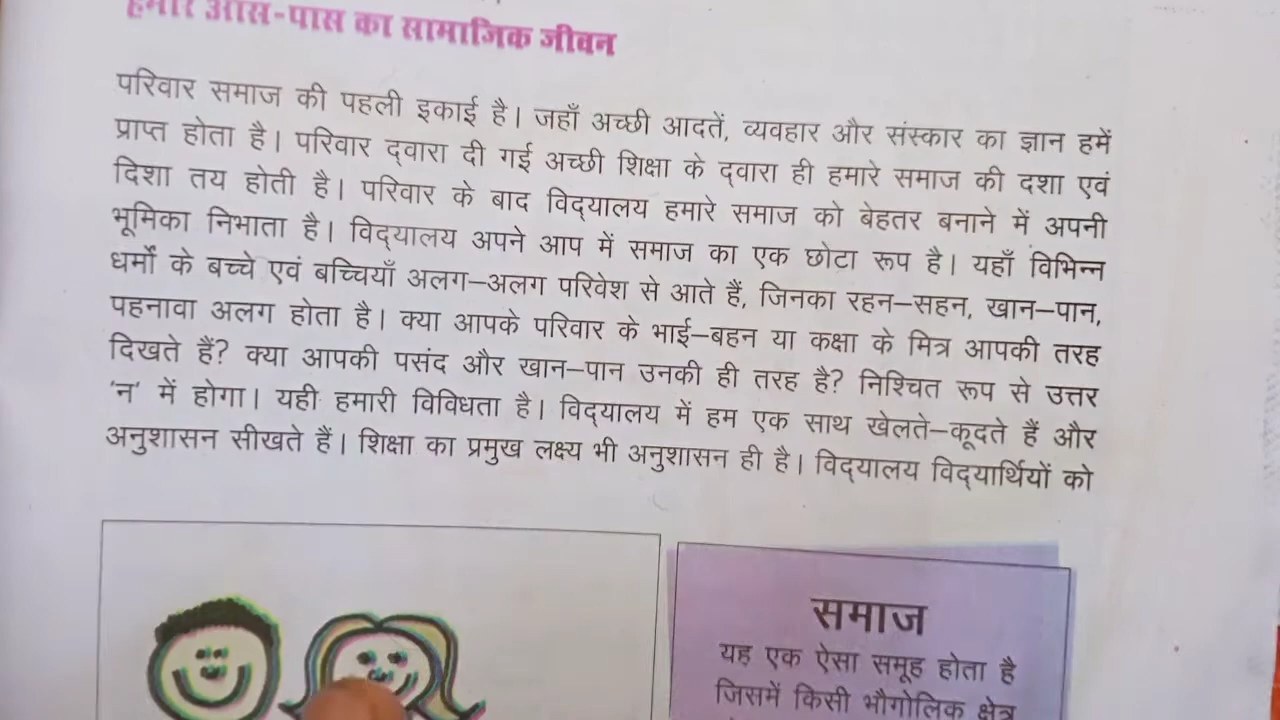 हमारे आस-पास का सामाजिक जीवन
परिवार समाज की पहली इकाई है। जहाँ अच्छी आदतें, व्यवहार और संस्कार का ज्ञान हमें
प्राप्त होता है। परिवार द्वारा दी गई अच्छी शिक्षा के द्वारा ही हमारे समाज की दशा एवं
दिशा तय होती है। परिवार के बाद विद्यालय हमारे समाज को बेहतर बनाने में अपनी
भूमिका निभाता है। विद्यालय अपने आप में समाज का एक छोटा रूप है। यहाँ विभिन्न
धर्मों के बच्चे एवं बच्चियाँ अलग–अलग परिवेश से आते हैं, जिनका रहन–सहन, खान–पान,
पहनावा अलग होता है। क्या आपके परिवार के भाई–बहन या कक्षा के मित्र आपकी तरह
दिखते हैं? क्या आपकी पसंद और खान–पान उनकी ही तरह है? निश्चित रूप से उत्तर
'न' में होगा। यही हमारी विविधता है। विद्यालय में हम एक साथ खेलते–कूदते हैं और
अनुशासन सीखते हैं। शिक्षा का प्रमुख लक्ष्य भी अनुशासन ही है। विद्यालय विद्यार्थियों को
समाज
यह एक ऐसा समूह होता है
जिसमें किसी भौगोलिक क्षेत्र